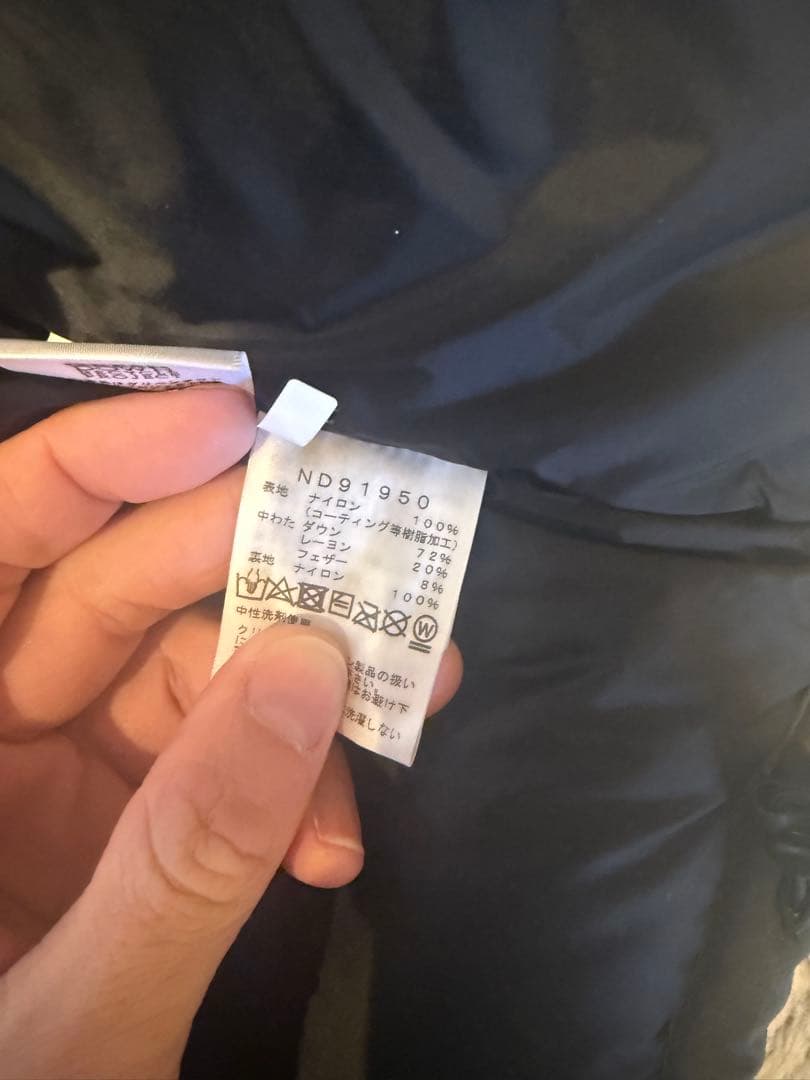 ND91950
表地 ナイロン 100%
(コーティング等樹脂加工)
中わた ダウン 72%
レーヨン 20%
フェザー 8%
裏地 ナイロン 100%
W
中性洗剤使用
製品の扱い
さい
はお避け下
洗濯しない